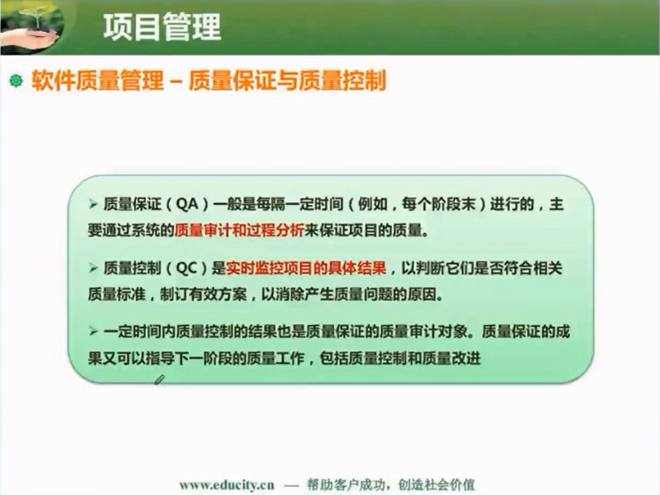 项目管理
软件质量管理 – 质量保证与质量控制
➢ 质量保证（QA）一般是每隔一定时间（例如，每个阶段末）进行的，主
要通过系统的质量审计和过程分析来保证项目的质量。
➢ 质量控制（QC）是实时监控项目的具体结果，以判断它们是否符合相关
质量标准，制订有效方案，以消除产生质量问题的原因。
➢ 一定时间内质量控制的结果也是质量保证的质量审计对象。质量保证的成
果又可以指导下一阶段的质量工作，包括质量控制和质量改进
www.educity.cn — 帮助客户成功，创造社会价值